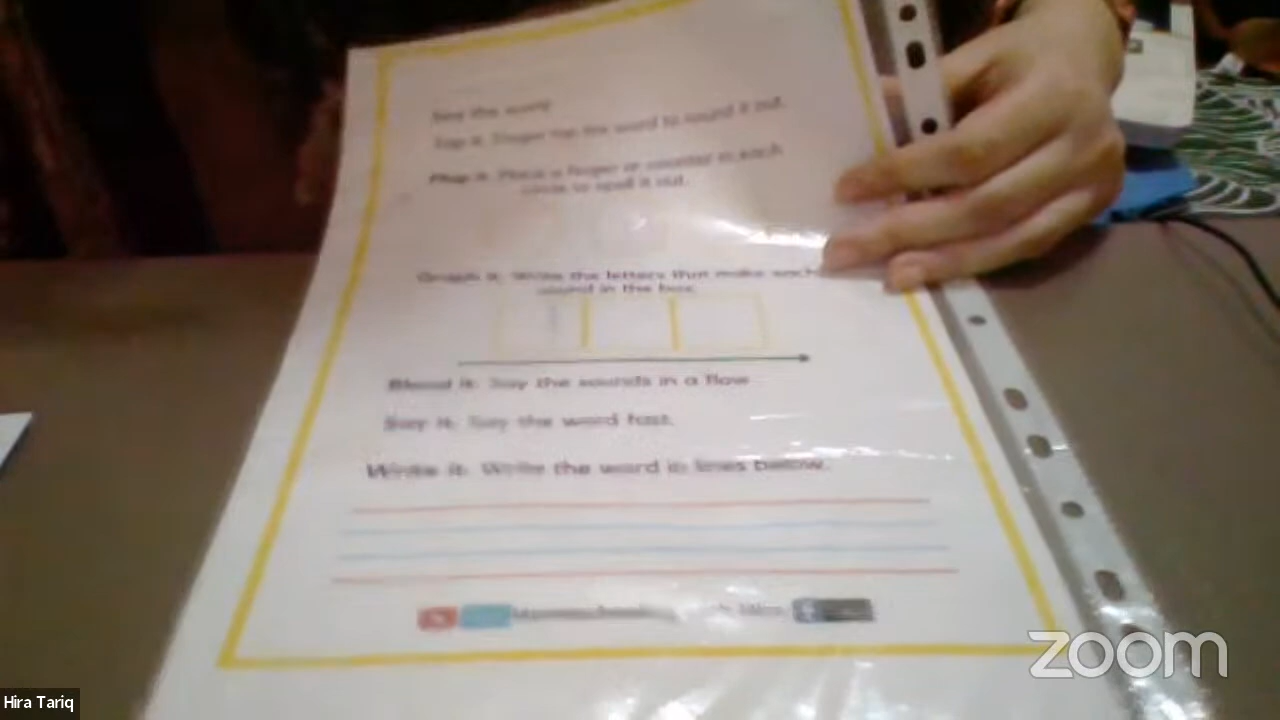 Say the word
Tap it: Finger tap the word to sound it out.
Map it: Place a finger or counter in each
circle to spell it out.
Graph it: Write the letters that make each
sound in the box.
Blend it: Say the sounds in a flow
Say it: Say the word fast.
Write it: Write the word in lines below.
zoom
Hira Tariq